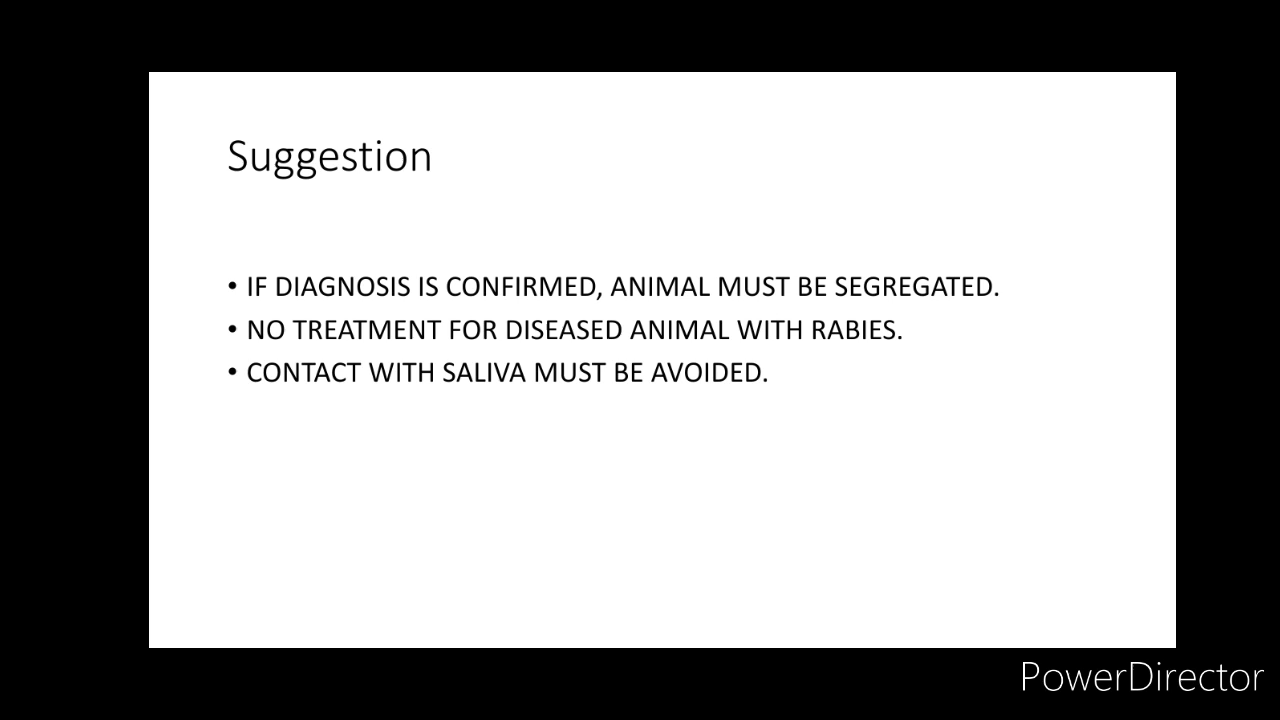 Suggestion
• IF DIAGNOSIS IS CONFIRMED, ANIMAL MUST BE SEGREGATED.
• NO TREATMENT FOR DISEASED ANIMAL WITH RABIES.
• CONTACT WITH SALIVA MUST BE AVOIDED.
PowerDirector